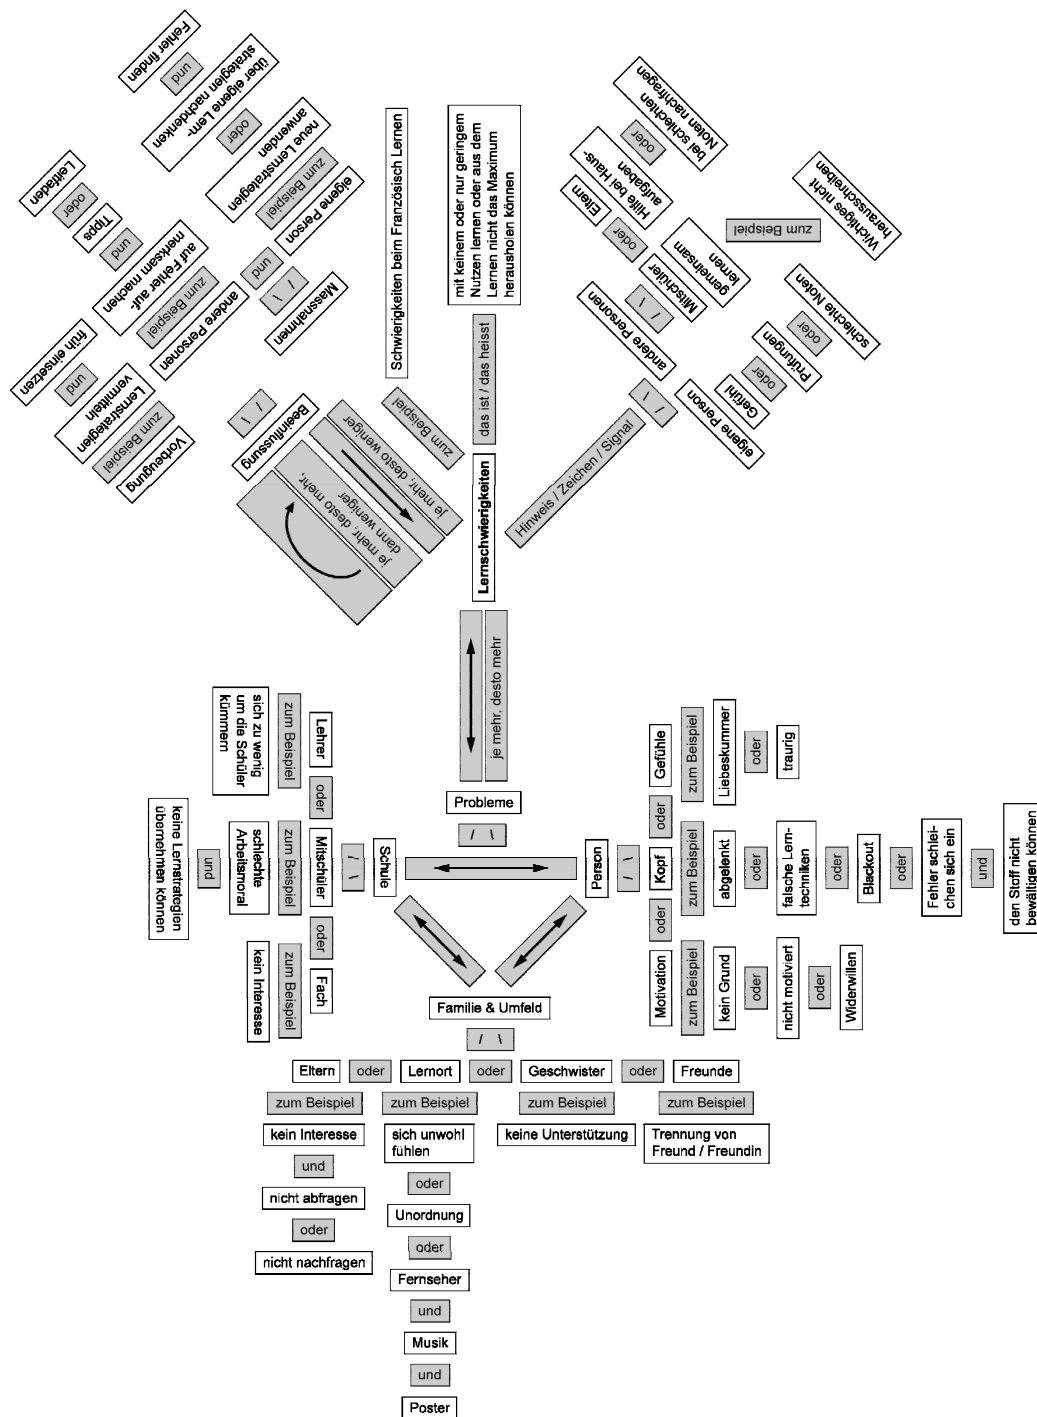 Fehler finden
und
über eigene Lern-
strategien nachdenken
oder
neue Lernstrategien
anwenden
zum Beispiel
eigene Person
und
Leitfaden
oder
Tipps
und
auf Fehler auf-
merksam machen
zum Beispiel
andere Personen
/ \
Massnahmen
früh einsetzen
und
Lernstrategien
vermitteln
zum Beispiel
Vorbeugung
/ \
Beeinflussung
je mehr, desto weniger
je mehr, desto mehr,
dann weniger
Schwierigkeiten beim Französisch Lernen
zum Beispiel
mit keinem oder nur geringem
Nutzen lernen oder aus dem
Lernen nicht das Maximum
herausholen können
das ist / das heisst
Lernschwierigkeiten
bei schlechten
Noten nachfragen
oder
Hilfe bei Haus-
aufgaben
Eltern
oder
Mitschüler
gemeinsam
lernen
/ \
andere Personen
Wichtiges nicht
herausschreiben
zum Beispiel
schlechte Noten
oder
Prüfungen
oder
Gefühl
eigene Person
/ \
Hinweis / Zeichen / Signal
je mehr, desto mehr
Probleme
/ \
Schule
/ \
Lehrer
zum Beispiel
sich zu wenig
um die Schüler
kümmern
oder
Mitschüler
zum Beispiel
schlechte
Arbeitsmoral
und
keine Lernstrategien
übernehmen können
oder
Fach
zum Beispiel
kein Interesse
Person
/ \
Gefühle
zum Beispiel
Liebeskummer
oder
traurig
oder
Kopf
zum Beispiel
abgelenkt
oder
falsche Lern-
techniken
oder
Blackout
oder
Fehler schlei-
chen sich ein
und
den Stoff nicht
bewältigen können
oder
Motivation
zum Beispiel
kein Grund
oder
nicht motiviert
oder
Widerwillen
Familie & Umfeld
/ \
Eltern oder Lernort oder Geschwister oder Freunde
zum Beispiel
kein Interesse
und
nicht abfragen
oder
nicht nachfragen
zum Beispiel
sich unwohl
fühlen
oder
Unordnung
oder
Fernseher
und
Musik
und
Poster
zum Beispiel
keine Unterstützung
zum Beispiel
Trennung von
Freund / Freundin